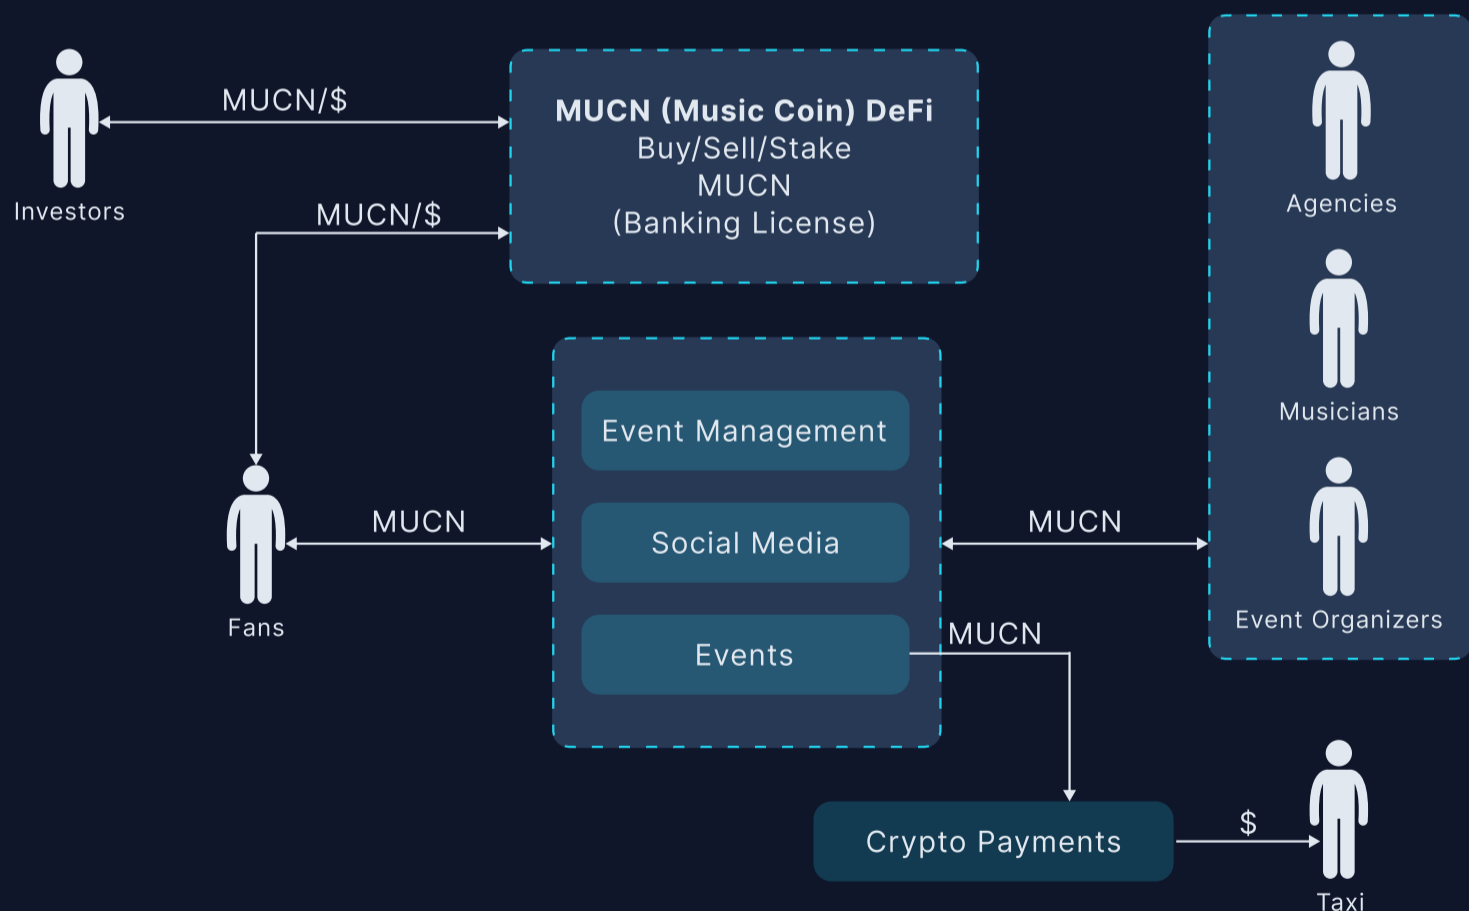 MUCN/$
Investors
MUCN (Music Coin) DeFi
Buy/Sell/Stake
MUCN
(Banking License)
MUCN/$
Agencies
Musicians
Event Organizers
Event Management
Social Media
Events
MUCN
Fans
MUCN
MUCN
Crypto Payments
$
Taxi